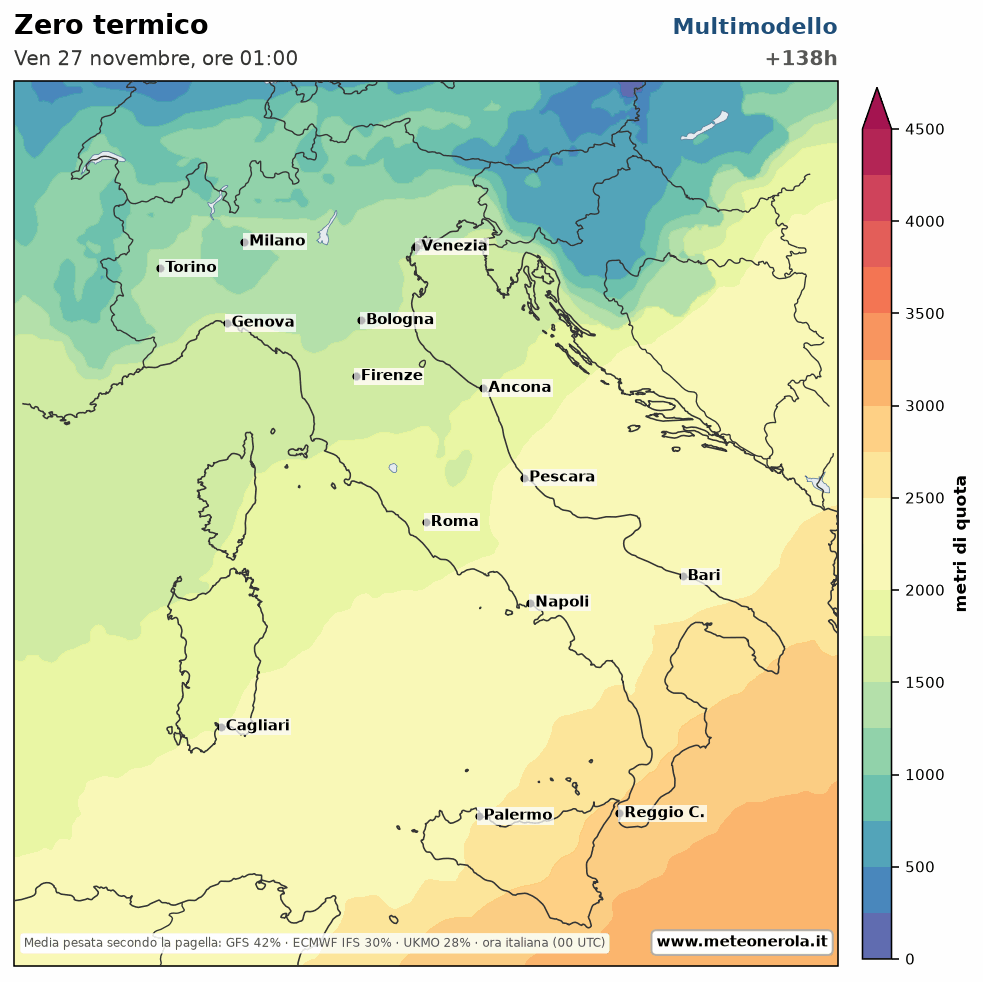 Zero termico
Multimodello
Ven 27 novembre, ore 01:00
+138h
Milano
Venezia
Torino
Genova
Bologna
Firenze
Ancona
Pescara
Roma
Bari
Napoli
Cagliari
Palermo
Reggio C.
4500
4000
3500
3000
2500
2000
1500
1000
500
0
metri di quota
Media pesata secondo la pagella: GFS 42% · ECMWF IFS 30% · UKMO 28% · ora italiana (00 UTC)
www.meteonerola.it